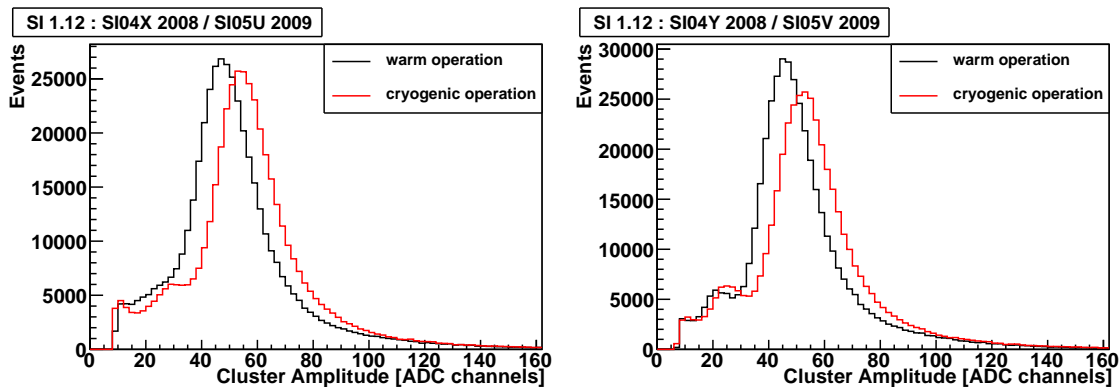 SI 1.12 : SI04X 2008 / SI05U 2009
Events
25000
20000
15000
10000
5000
0
0 20 40 60 80 100 120 140 160
Cluster Amplitude [ADC channels]
warm operation
cryogenic operation
SI 1.12 : SI04Y 2008 / SI05V 2009
Events
30000
25000
20000
15000
10000
5000
0
0 20 40 60 80 100 120 140 160
Cluster Amplitude [ADC channels]
warm operation
cryogenic operation